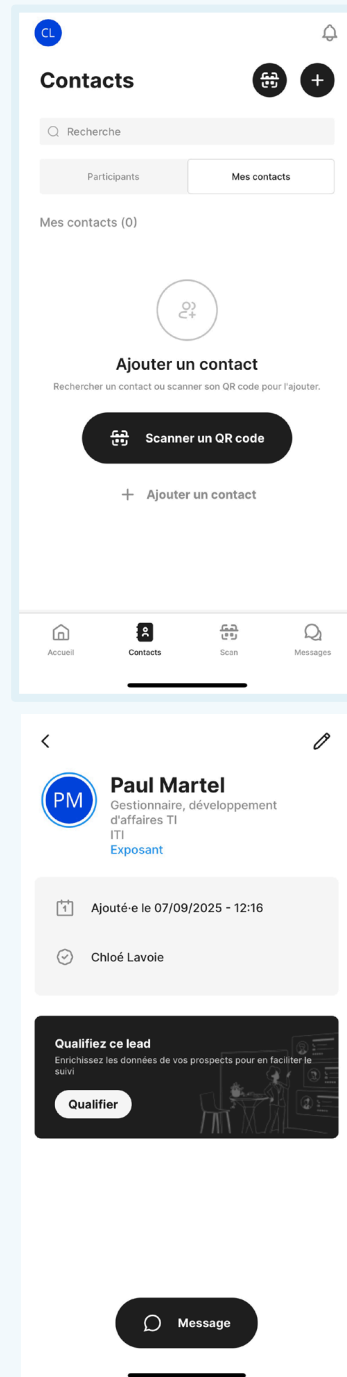 CL
Contacts
Recherche
Participants
Mes contacts
Mes contacts (0)
Ajouter un contact
Rechercher un contact ou scanner son QR code pour l'ajouter.
Scanner un QR code
Ajouter un contact
Accueil
Contacts
Scan
Messages
PM
Paul Martel
Gestionnaire, développement
d'affaires TI
ITI
Exposant
1
Ajouté·e le 07/09/2025 - 12:16
Chloé Lavoie
Qualifiez ce lead
Enrichissez les données de vos prospects pour en faciliter le
suivi
Qualifier
Message